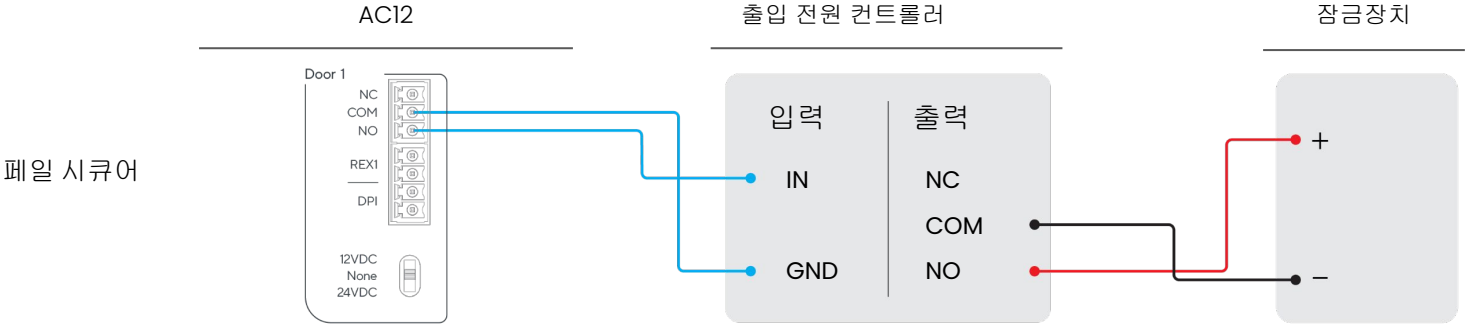 AC12
출입 전원 컨트롤러
잠금장치
페일 시큐어
Door 1
NC
COM
NO
REX1
DPI
12VDC
None
24VDC
입력
출력
IN
NC
COM
GND
NO
+
−